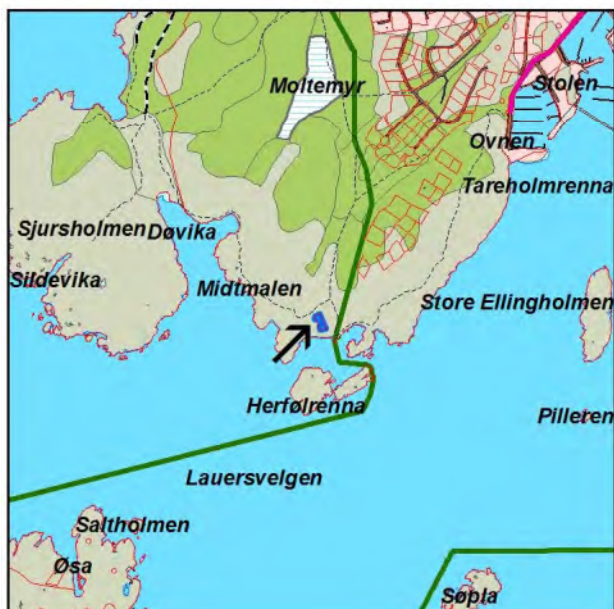 Moltemyr
Stolen
Ovnen
Tareholmrenna
Sjursholmen
Døvika
Sildevika
Midtmalen
Store Ellingholmen
Herfølrenna
Pilleren
Lauersvelgen
Saltholmen
Øsa
Søpla